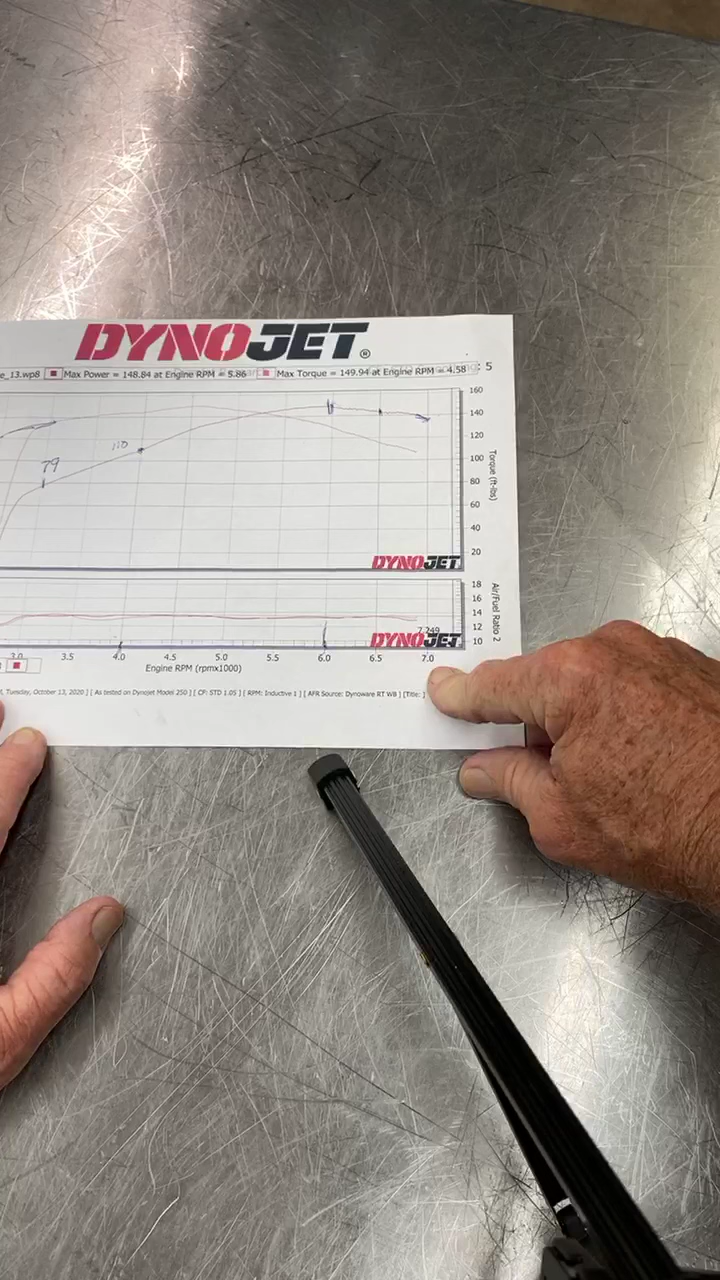 DYNOJET®
e_13.wp8 Max Power = 148.84 at Engine RPM = 5.86 Max Torque = 149.94 at Engine RPM = 4.58 : 5
160
140
120
100
80
60
40
20
Torque (ft-lbs)
110
79
DYNOJET
18
16
14
12
10
Air/Fuel Ratio 2
7.249
DYNOJET
3.0 3.5 4.0 4.5 5.0 5.5 6.0 6.5 7.0
Engine RPM (rpmx1000)
, Tuesday, October 13, 2020 ] [ As tested on Dynojet Model 250 ] [ CF: STD 1.05 ] [ RPM: Inductive 1 ] [ AFR Source: Dynoware RT WB ] [Title: ]